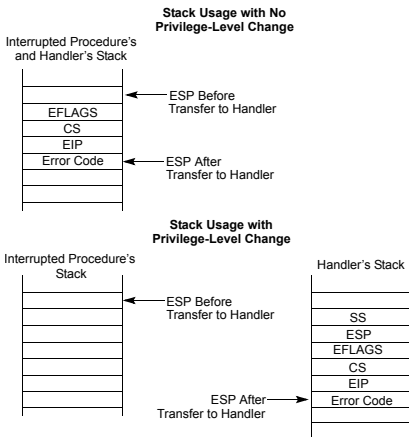 Stack Usage with No
Privilege-Level Change
Interrupted Procedure's
and Handler's Stack
ESP Before
Transfer to Handler
EFLAGS
CS
EIP
Error Code
ESP After
Transfer to Handler
Stack Usage with
Privilege-Level Change
Interrupted Procedure's
Stack
Handler's Stack
ESP Before
Transfer to Handler
SS
ESP
EFLAGS
CS
EIP
ESP After
Transfer to Handler
Error Code